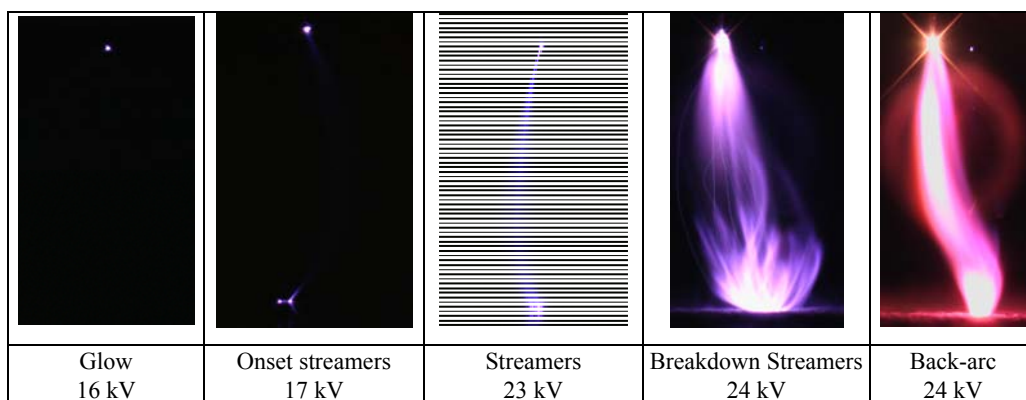 Glow
16 kV
Onset streamers
17 kV
Streamers
23 kV
Breakdown Streamers
24 kV
Back-arc
24 kV